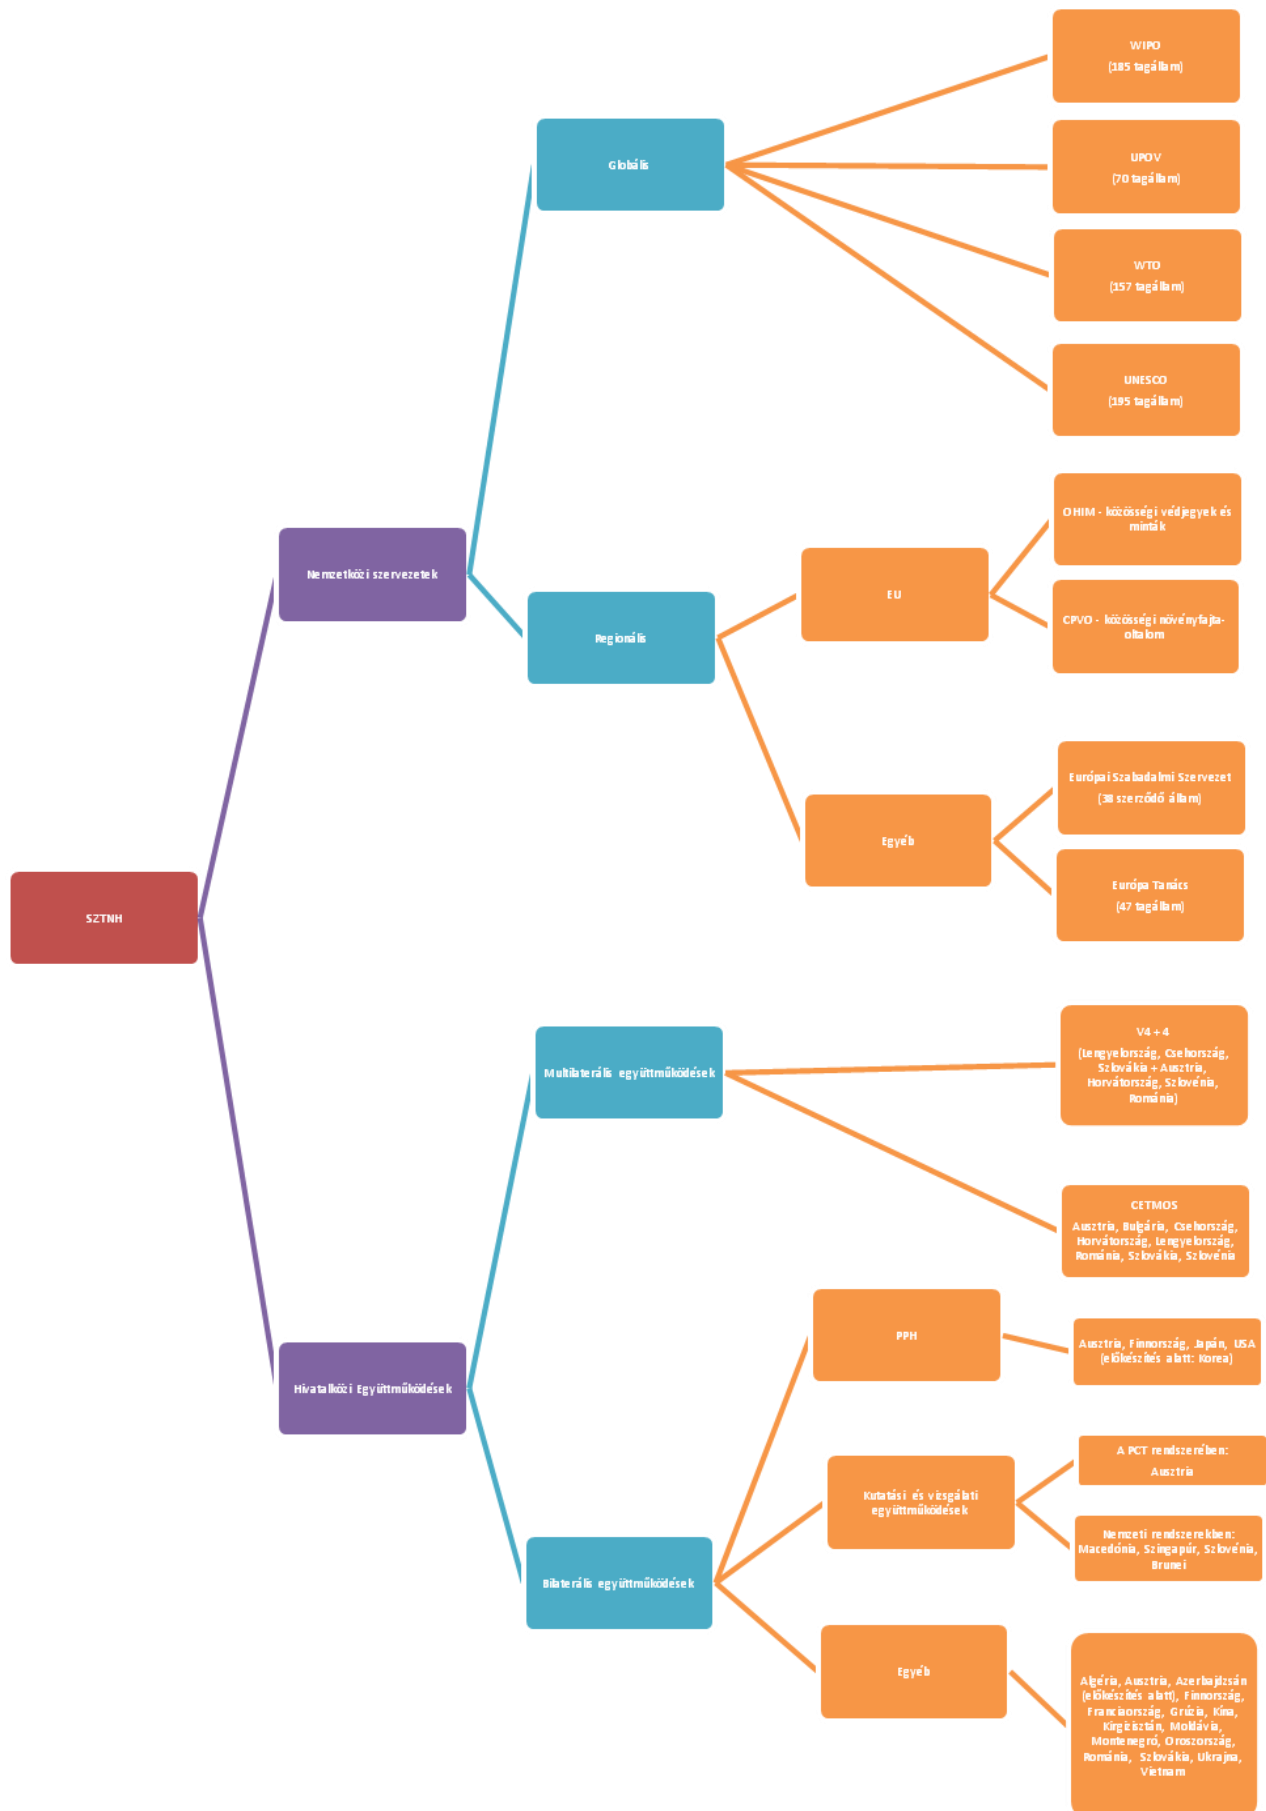 WIPO
(185 tagállam)
Globális
UPOV
(70 tagállam)
WTO
(157 tagállam)
UNESCO
(195 tagállam)
Nemzetközi szervezetek
OHIM - közösségi védjegyek és
minták
EU
CPVO - közösségi növényfajta-
oltalom
Regionális
Európai Szabadalmi Szervezet
(38 szerződő állam)
Egyéb
Európa Tanács
(47 tagállam)
SZTNH
V4 + 4
(Lengyelország, Csehország,
Szlovákia + Ausztria,
Horvátország, Szlovénia,
Románia)
Multilaterális együttműködések
CETMOS
Ausztria, Bulgária, Csehország,
Horvátország, Lengyelország,
Románia, Szlovákia, Szlovénia
PPH
Ausztria, Finnország, Japán, USA
(előkészítés alatt: Korea)
Hivatalközi Együttműködések
A PCT rendszerében:
Ausztria
Kutatási és vizsgálati
együttműködések
Nemzeti rendszerekben:
Macedónia, Szingapúr, Szlovénia,
Brunei
Bilaterális együttműködések
Egyéb
Algéria, Ausztria, Azerbajdzsán
(előkészítés alatt), Finnország,
Franciaország, Grúzia, Kína,
Kirgizisztán, Moldávia,
Montenegró, Oroszország,
Románia, Szlovákia, Ukrajna,
Vietnam